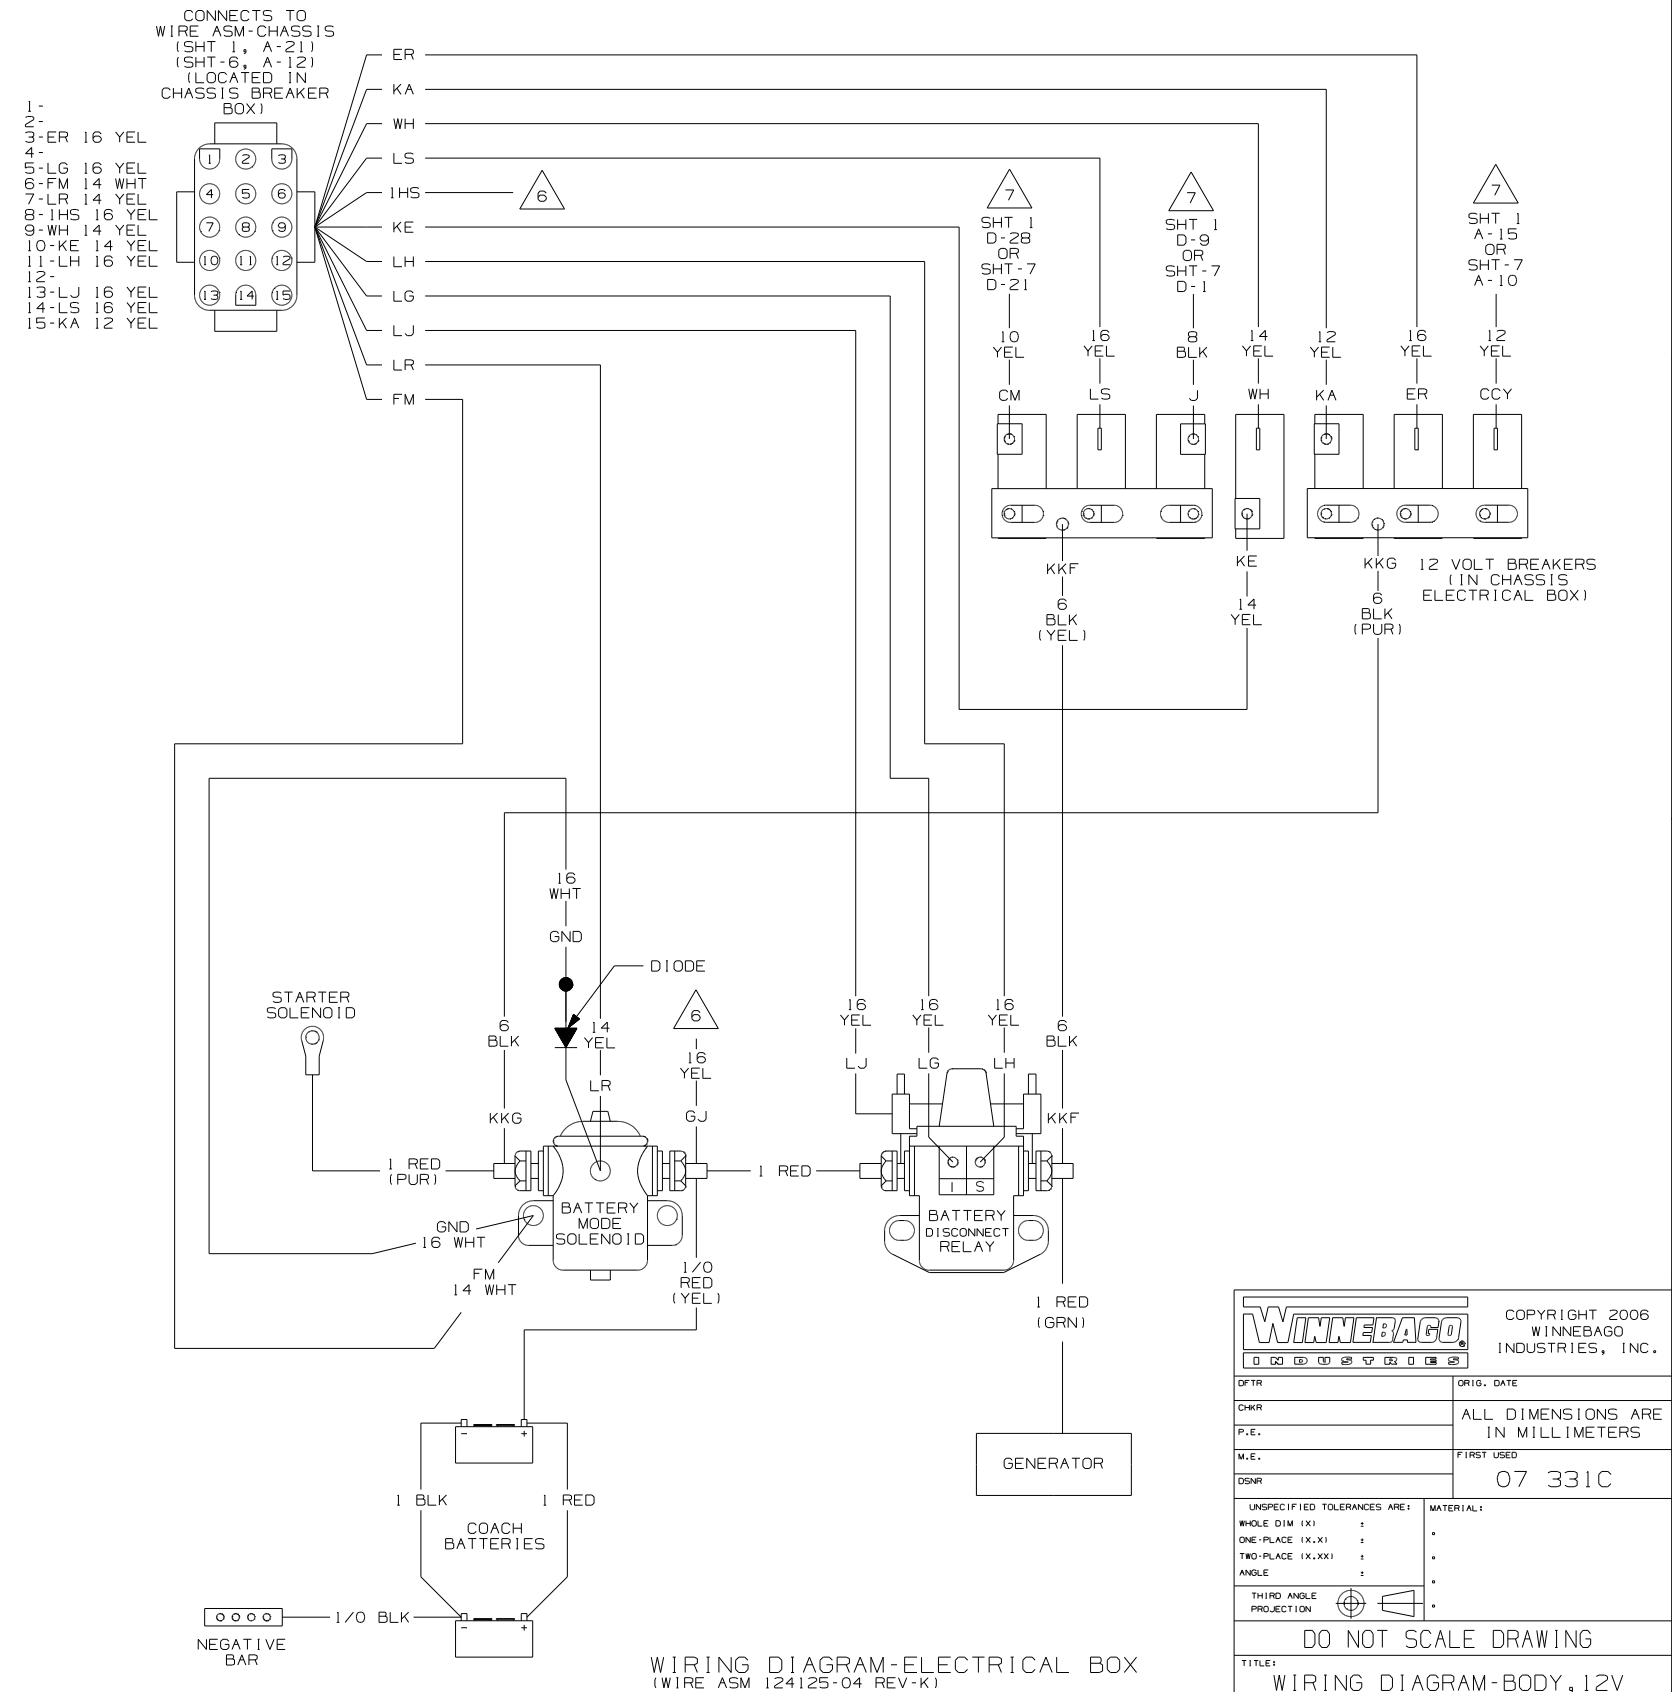 CONNECTS TO
WIRE ASM-CHASSIS
(SHT 1, A-21)
(SHT-6, A-12)
(LOCATED IN
CHASSIS BREAKER
BOX)
1-
2-
3-ER 16 YEL
4-
5-LG 16 YEL
6-FM 14 WHT
7-LR 14 YEL
8-1HS 16 YEL
9-WH 14 YEL
10-KE 14 YEL
11-LH 16 YEL
12-
13-LJ 16 YEL
14-LS 16 YEL
15-KA 12 YEL
1 2 3
4 5 6
7 8 9
10 11 12
13 14 15
ER
KA
WH
LS
1HS
6
KE
LH
LG
LJ
LR
FM
7
SHT 1
D-28
OR
SHT-7
D-21
10
YEL
CM
16
YEL
LS
7
SHT 1
D-9
OR
SHT-7
D-1
8
BLK
J
14
YEL
WH
12
YEL
KA
16
YEL
ER
7
SHT 1
A-15
OR
SHT-7
A-10
12
YEL
CCY
KKF
6
BLK
(YEL)
KE
14
YEL
KKG
6
BLK
(PUR)
12 VOLT BREAKERS
(IN CHASSIS
ELECTRICAL BOX)
16
WHT
GND
DIODE
STARTER
SOLENOID
6
BLK
KKG
14
YEL
LR
6
16
YEL
GJ
16
YEL
LJ
16
YEL
LG
16
YEL
LH
6
BLK
KKF
1 RED
(PUR)
1 RED
I S
BATTERY
MODE
SOLENOID
BATTERY
DISCONNECT
RELAY
GND
16 WHT
FM
14 WHT
1/0
RED
(YEL)
1 RED
(GRN)
GENERATOR
- +
1 BLK
1 RED
COACH
BATTERIES
1/0 BLK
- +
NEGATIVE
BAR
WIRING DIAGRAM-ELECTRICAL BOX
(WIRE ASM 124125-04 REV-K)
WINNEBAGO®
INDUSTRIES
COPYRIGHT 2006
WINNEBAGO
INDUSTRIES, INC.
DFTR
ORIG. DATE
CHKR
ALL DIMENSIONS ARE
IN MILLIMETERS
P.E.
M.E.
FIRST USED
07 331C
DSNR
UNSPECIFIED TOLERANCES ARE:
WHOLE DIM (X) ±
ONE-PLACE (X.X) ±
TWO-PLACE (X.XX) ±
ANGLE ±
MATERIAL:
THIRD ANGLE
PROJECTION
DO NOT SCALE DRAWING
TITLE:
WIRING DIAGRAM-BODY,12V